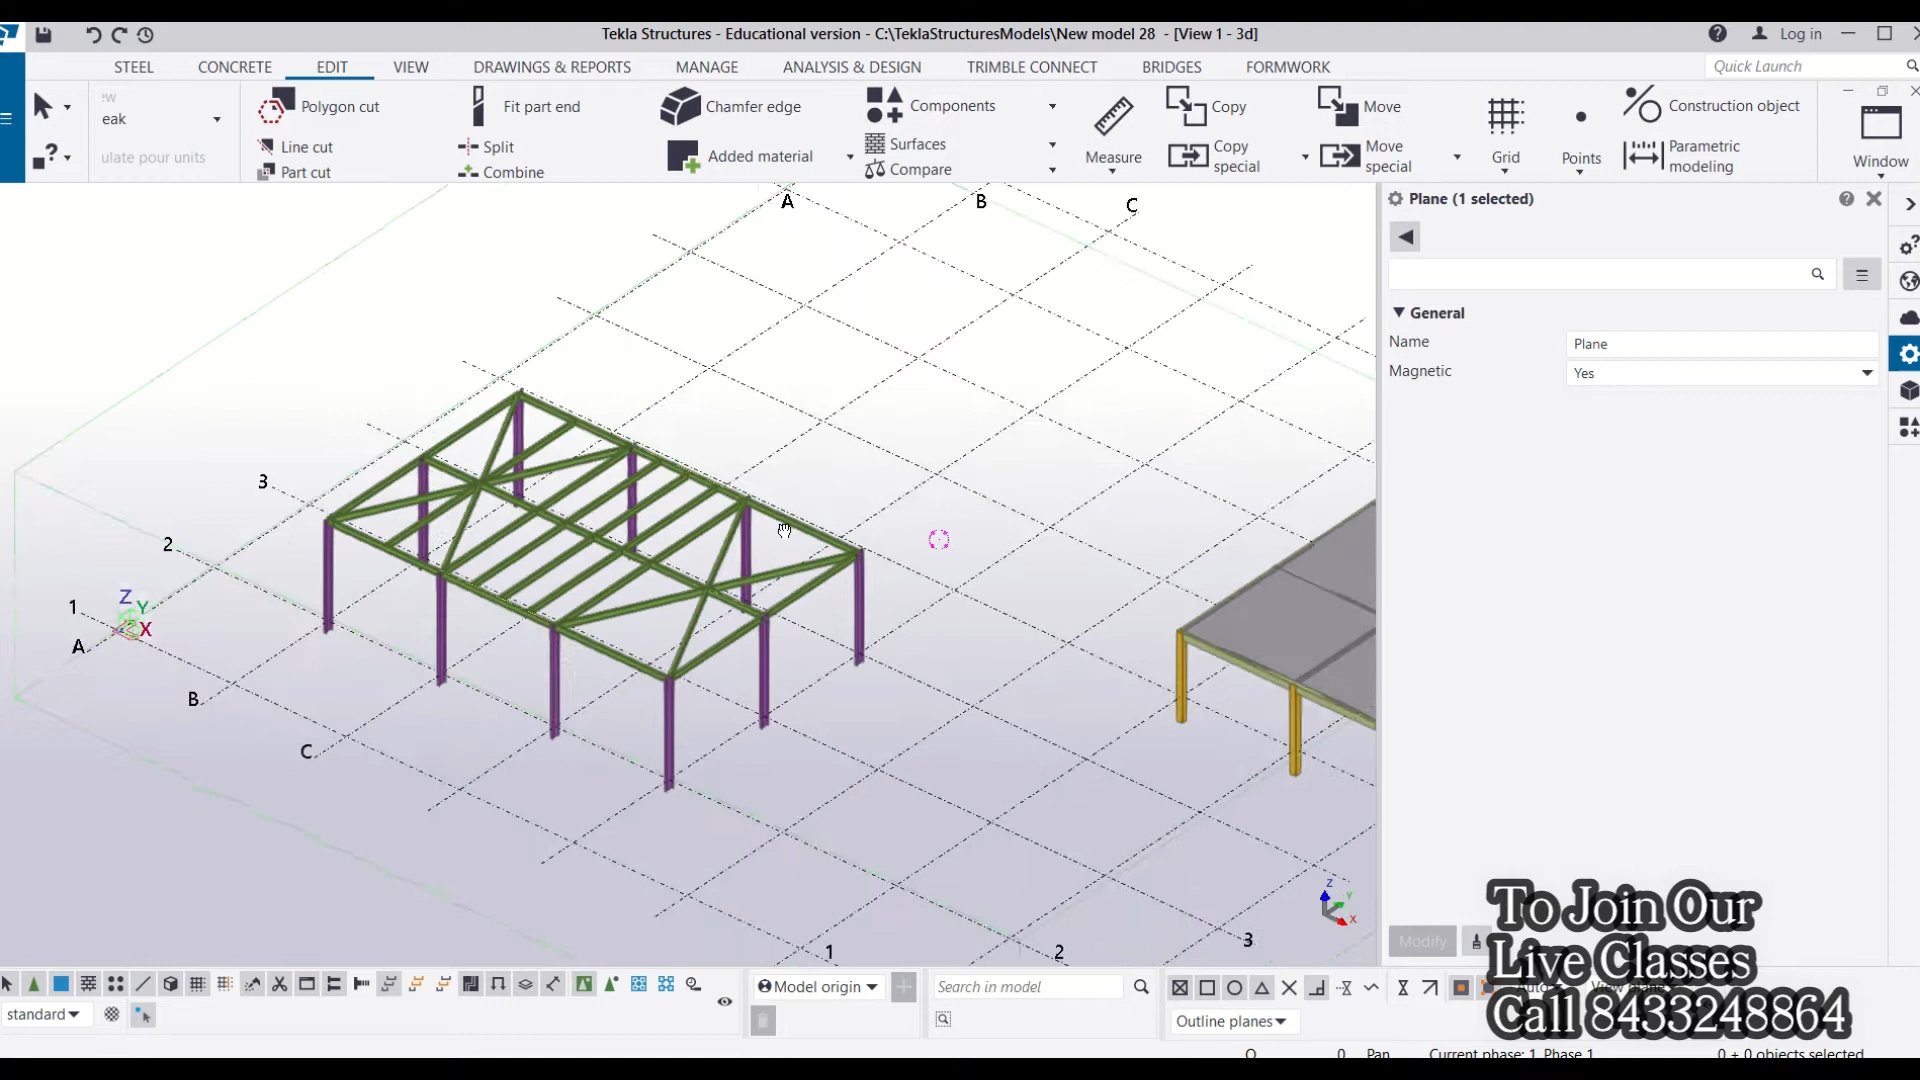 Tekla Structures - Educational version - C:\TeklaStructuresModels\New model 28 - [View 1 - 3d]
Log in
STEEL CONCRETE EDIT VIEW DRAWINGS & REPORTS MANAGE ANALYSIS & DESIGN TRIMBLE CONNECT BRIDGES FORMWORK
Quick Launch
eak
ulate pour units
Polygon cut
Line cut
Part cut
Fit part end
Split
Combine
Chamfer edge
Added material
Components
Surfaces
Compare
Measure
Copy
Copy
special
Move
Move
special
Grid
Points
Construction object
Parametric
modeling
Window
Plane (1 selected)
General
Name Plane
Magnetic Yes
Modify
A B C
3
2
1
A
B
C
Z Y
X
1 2 3
Z
Y
X
To Join Our
Live Classes
Call 8433248864
standard
Model origin
Search in model
Outline planes
O 0 Pan Current phase: 1, Phase 1 0 + 0 objects selected